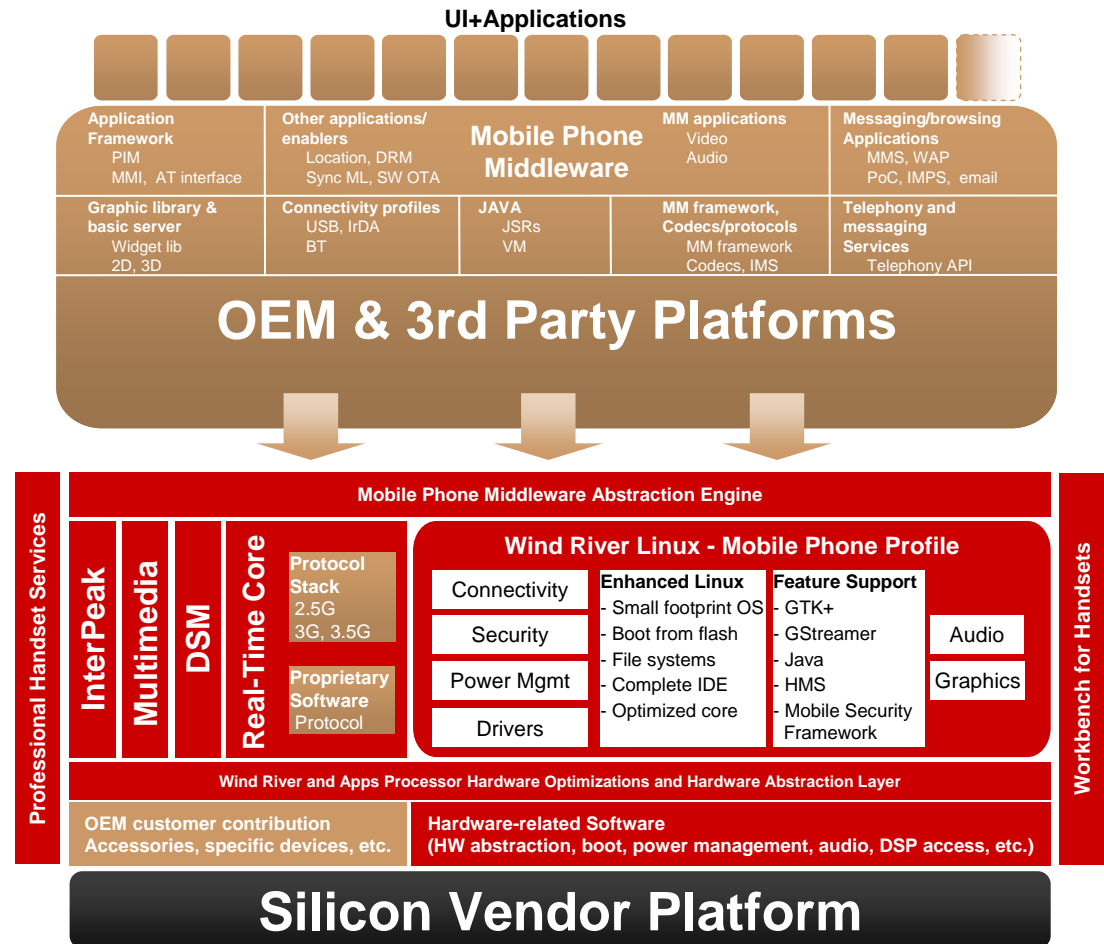 UI+Applications
Application
Framework
PIM
MMI, AT interface
Other applications/
enablers
Location, DRM
Sync ML, SW OTA
Mobile Phone
Middleware
MM applications
Video
Audio
Messaging/browsing
Applications
MMS, WAP
PoC, IMPS, email
Graphic library &
basic server
Widget lib
2D, 3D
Connectivity profiles
USB, IrDA
BT
JAVA
JSRs
VM
MM framework,
Codecs/protocols
MM framework
Codecs, IMS
Telephony and
messaging
Services
Telephony API
OEM & 3rd Party Platforms
Professional Handset Services
Mobile Phone Middleware Abstraction Engine
InterPeak
Multimedia
DSM
Real-Time Core
Protocol
Stack
2.5G
3G, 3.5G
Proprietary
Software
Protocol
Wind River Linux - Mobile Phone Profile
Connectivity
Security
Power Mgmt
Drivers
Enhanced Linux
- Small footprint OS
- Boot from flash
- File systems
- Complete IDE
- Optimized core
Feature Support
- GTK+
- GStreamer
- Java
- HMS
- Mobile Security
Framework
Audio
Graphics
Workbench for Handsets
Wind River and Apps Processor Hardware Optimizations and Hardware Abstraction Layer
OEM customer contribution
Accessories, specific devices, etc.
Hardware-related Software
(HW abstraction, boot, power management, audio, DSP access, etc.)
Silicon Vendor Platform